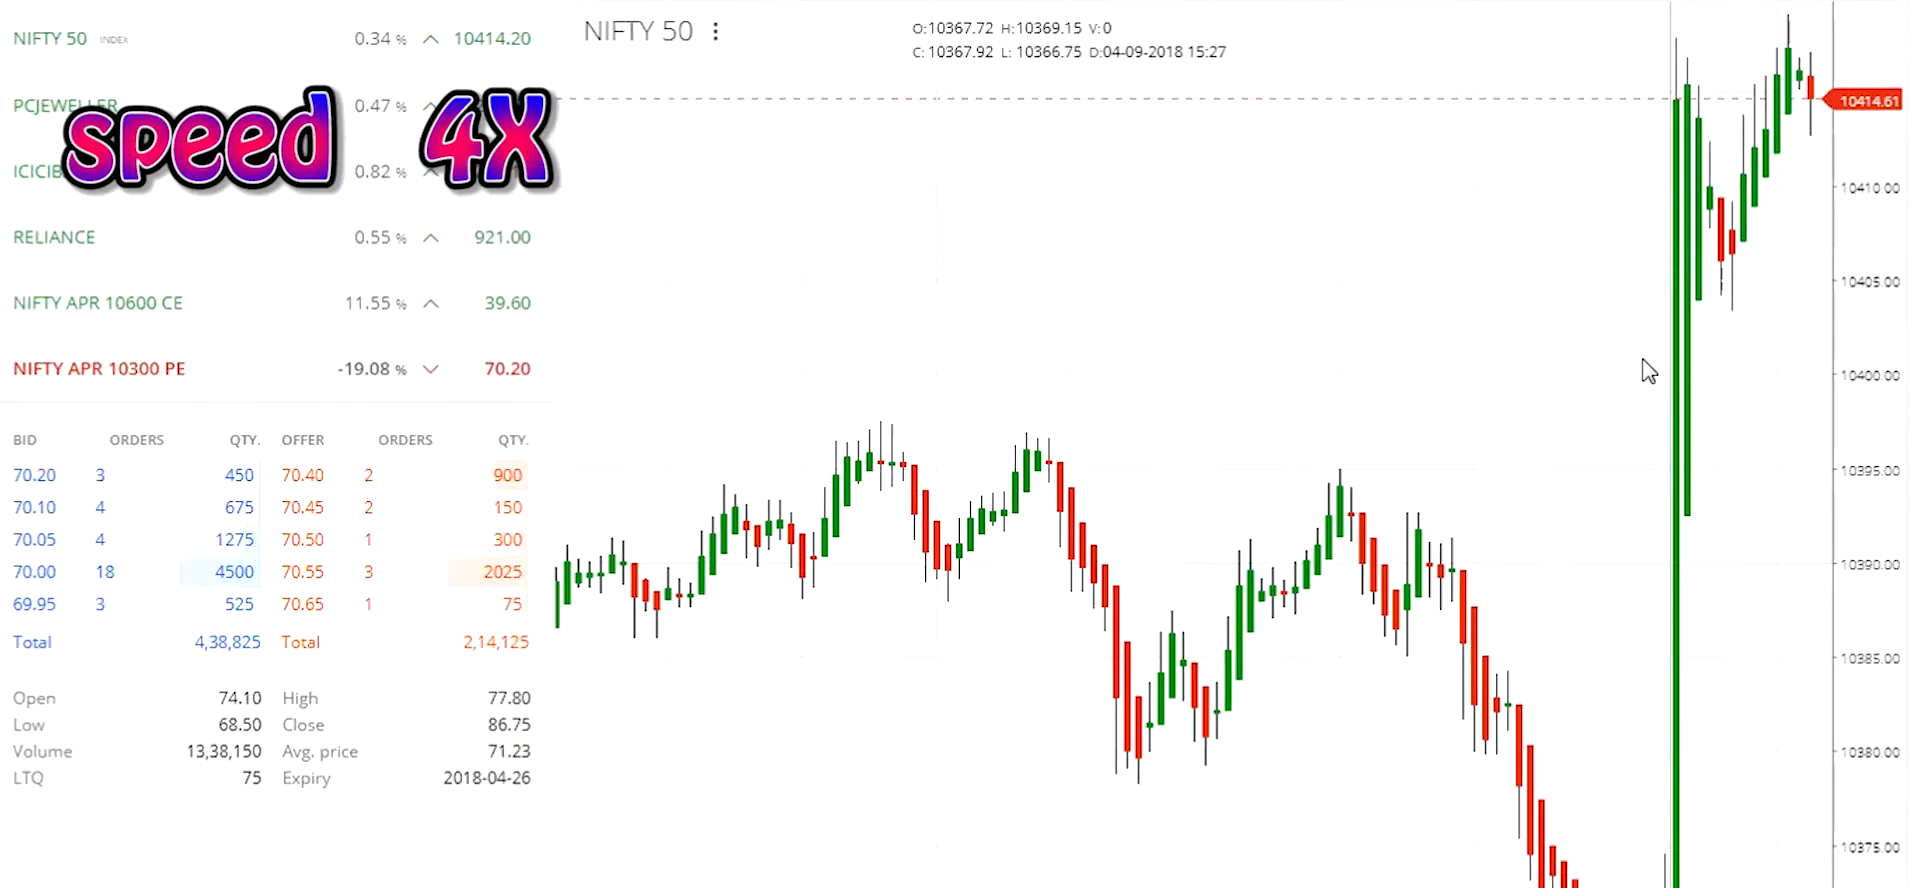 NIFTY 50 INDEX 0.34 % 10414.20
PCJEWELLER 0.47 %
speed 4X
0.82 %
RELIANCE 0.55 % 921.00
NIFTY APR 10600 CE 11.55 % 39.60
NIFTY APR 10300 PE -19.08 % 70.20
BID ORDERS QTY. OFFER ORDERS QTY.
70.20 3 450 70.40 2 900
70.10 4 675 70.45 2 150
70.05 4 1275 70.50 1 300
70.00 18 4500 70.55 3 2025
69.95 3 525 70.65 1 75
Total 4,38,825 Total 2,14,125
Open 74.10 High 77.80
Low 68.50 Close 86.75
Volume 13,38,150 Avg. price 71.23
LTQ 75 Expiry 2018-04-26
NIFTY 50
O:10367.72 H:10369.15 V:0
C:10367.92 L: 10366.75 D:04-09-2018 15:27
10414.61
10410.00
10405.00
10400.00
10395.00
10390.00
10385.00
10380.00
10375.00